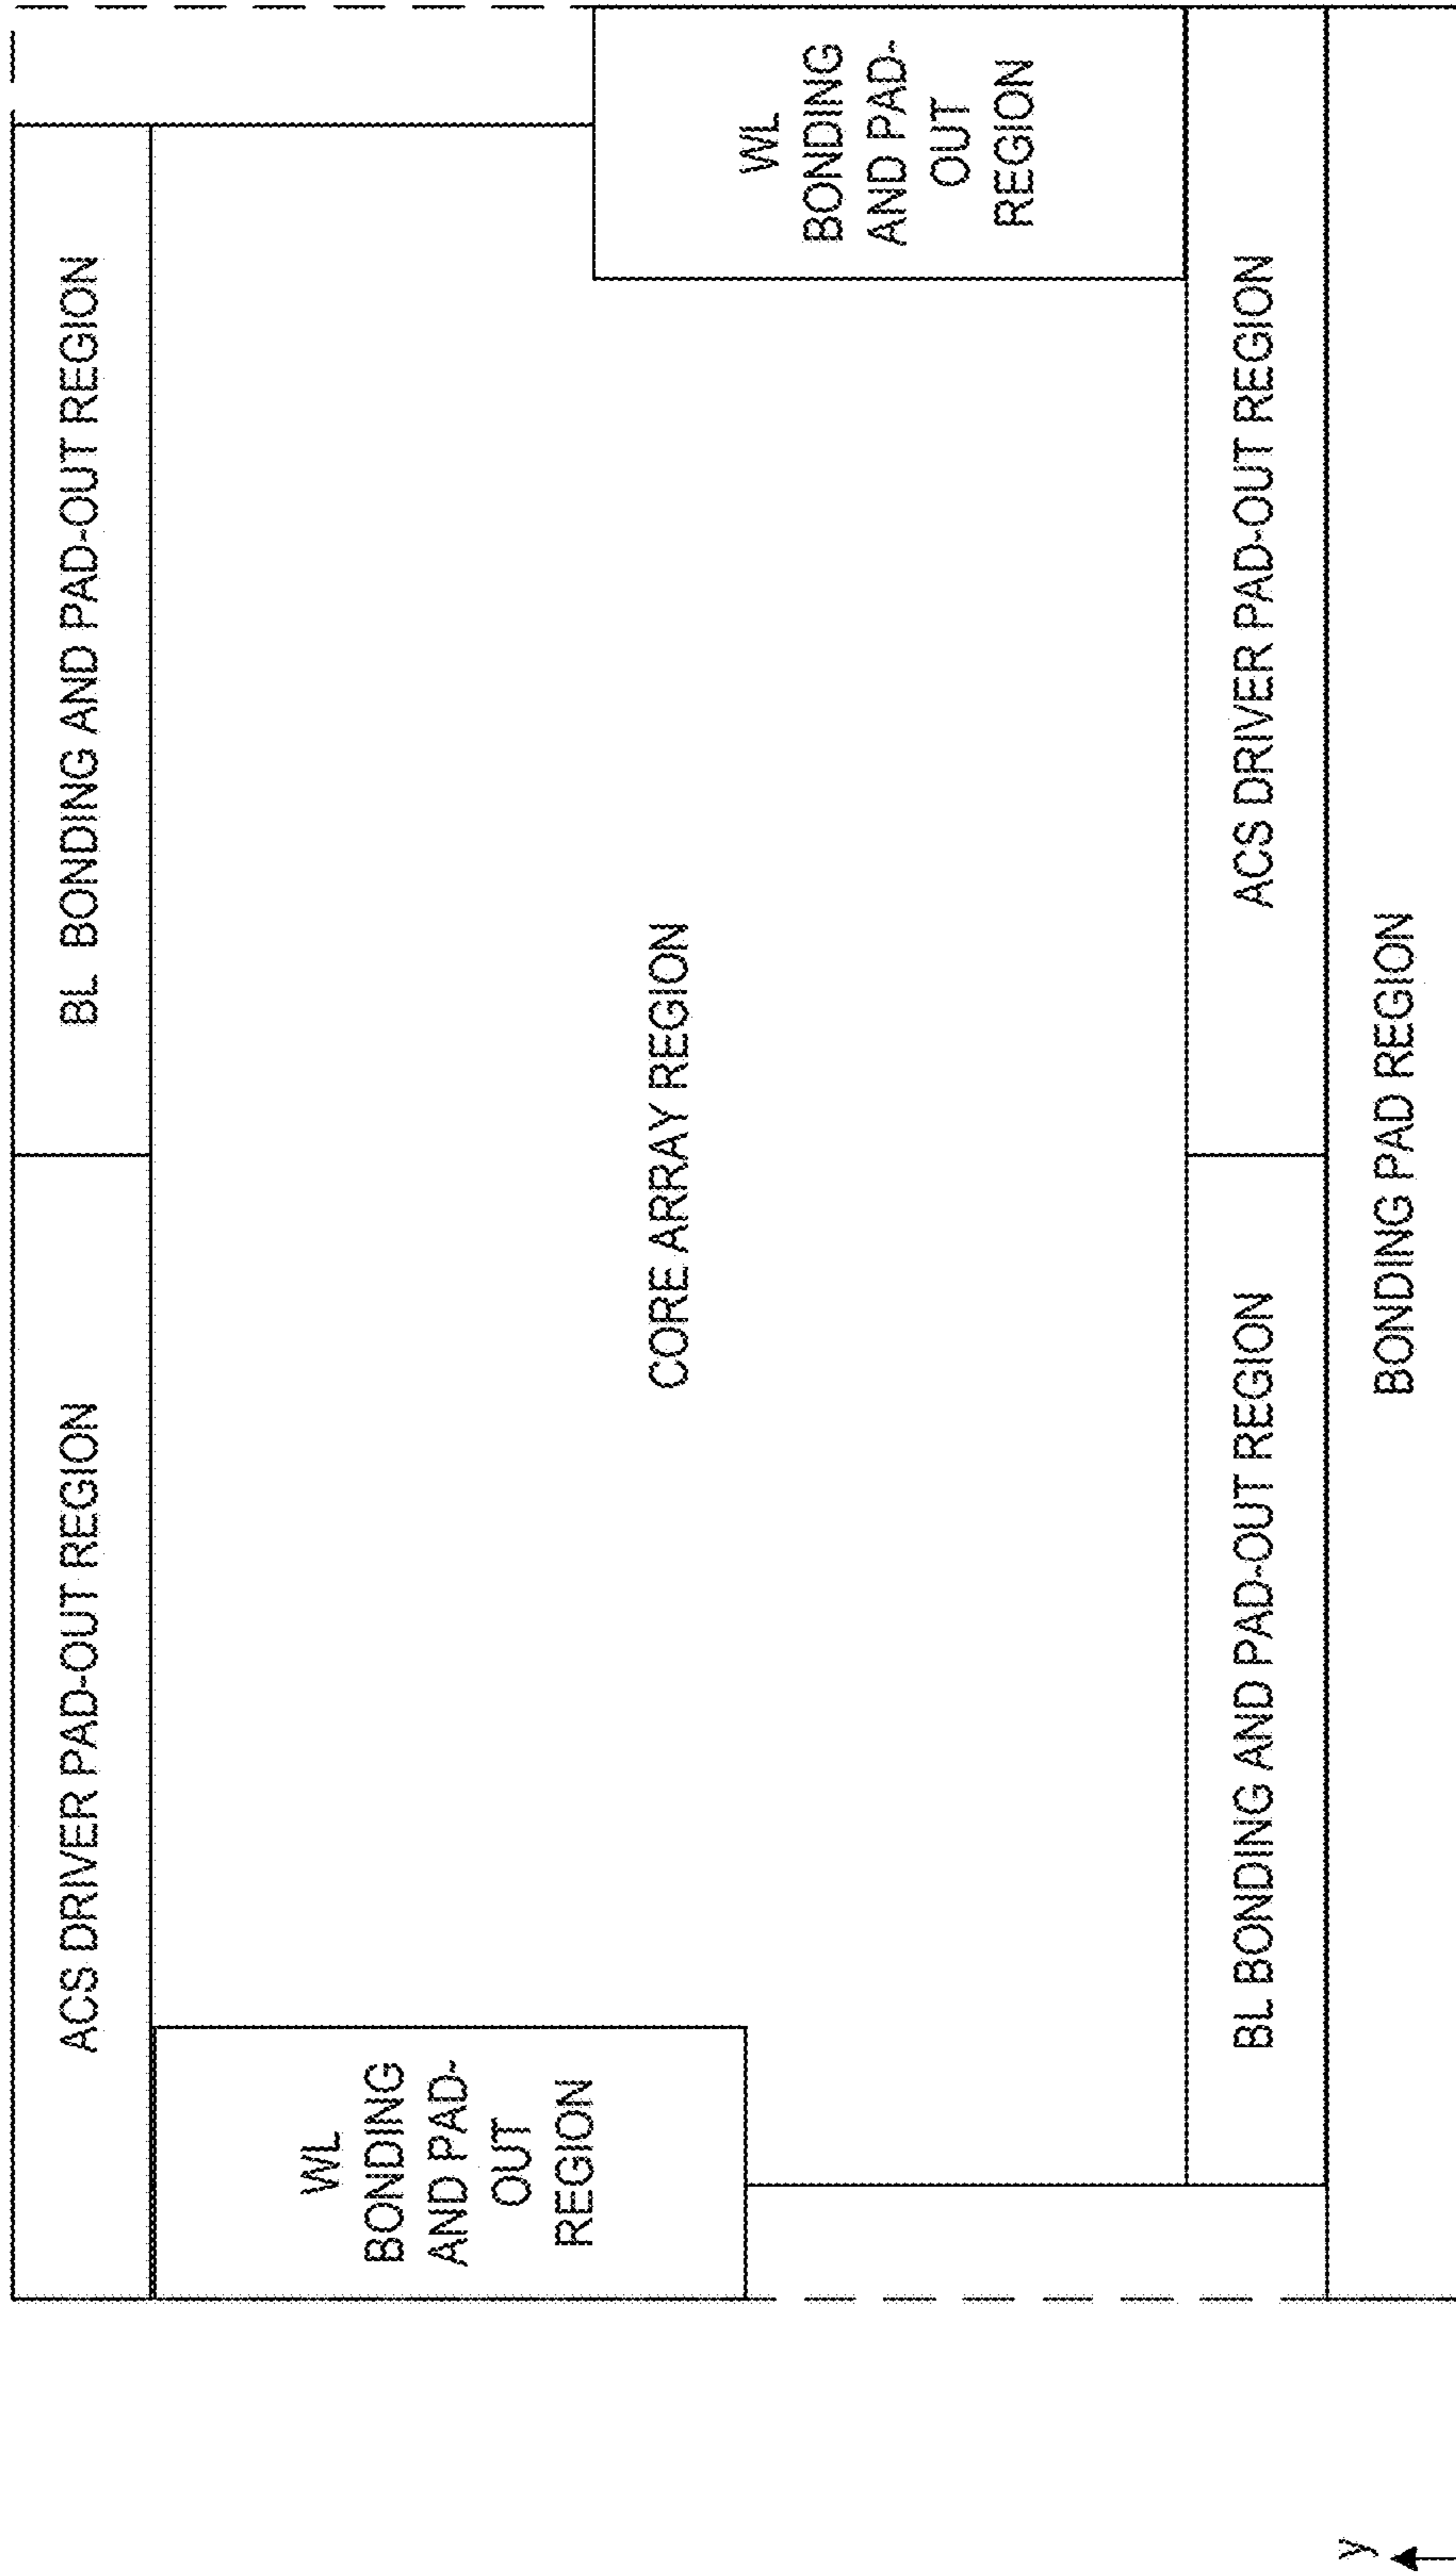 ACS DRIVER PAD-OUT REGION
BL BONDING AND PAD-OUT REGION
WL
BONDING
AND PAD-
OUT
REGION
CORE ARRAY REGION
WL
BONDING
AND PAD-
OUT
REGION
BL BONDING AND PAD-OUT REGION
ACS DRIVER PAD-OUT REGION
BONDING PAD REGION
y